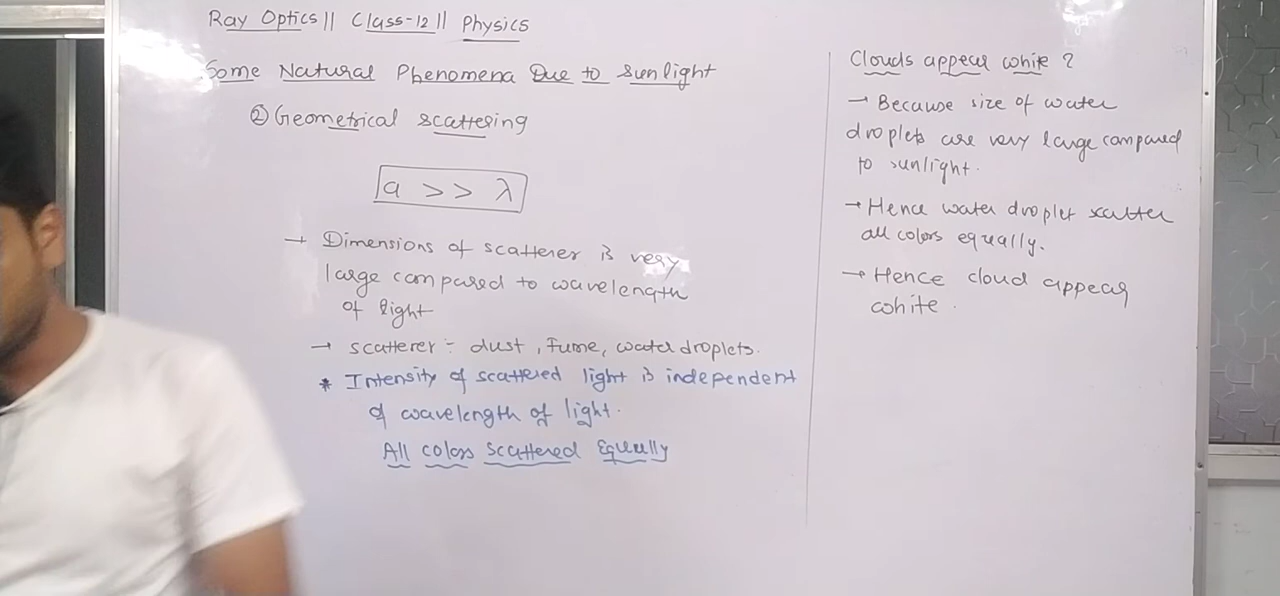 Ray Optics || Class-12 || Physics
Some Natural Phenomena Due to Sunlight
② Geometrical scattering
a >> λ
→ Dimensions of scatterer is very
large compared to wavelength
of light
→ scatterer :- dust, fume, water droplets.
* Intensity of scattered light is independent
of wavelength of light.
All colors scattered Equally
Clouds appear white ?
→ Because size of water
droplets are very large compared
to sunlight.
→ Hence water droplet scatter
all colors equally.
→ Hence cloud appear
white.